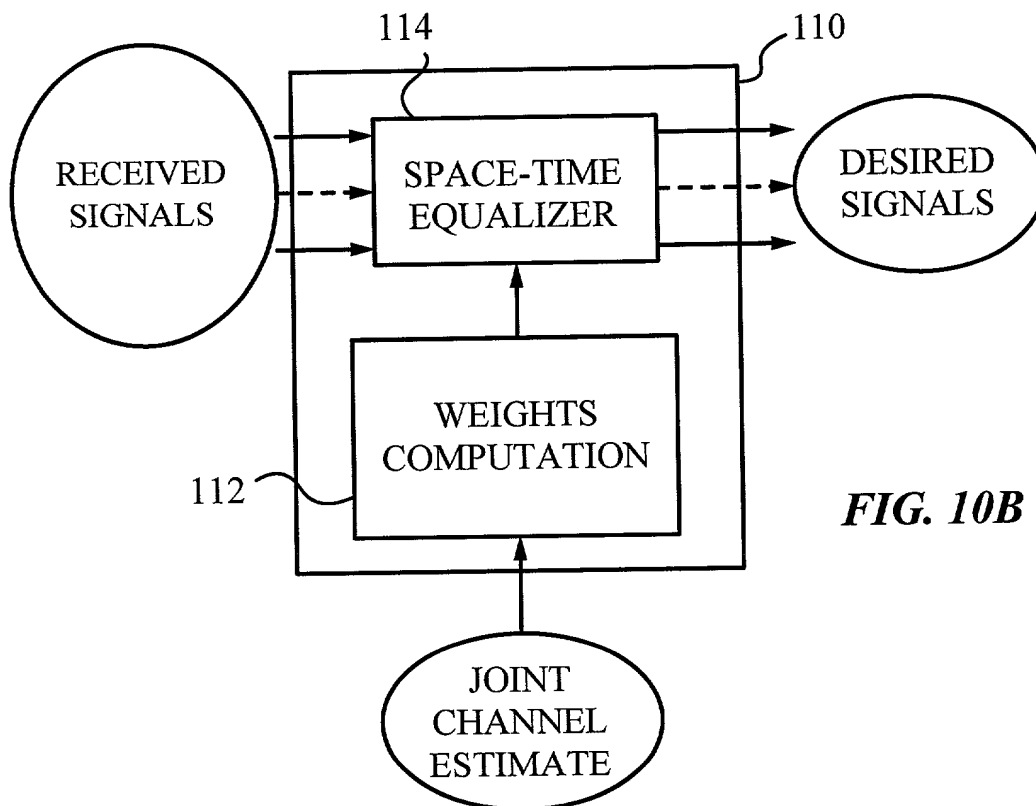 114
110
RECEIVED
SIGNALS
SPACE-TIME
EQUALIZER
DESIRED
SIGNALS
WEIGHTS
COMPUTATION
112
FIG. 10B
JOINT
CHANNEL
ESTIMATE